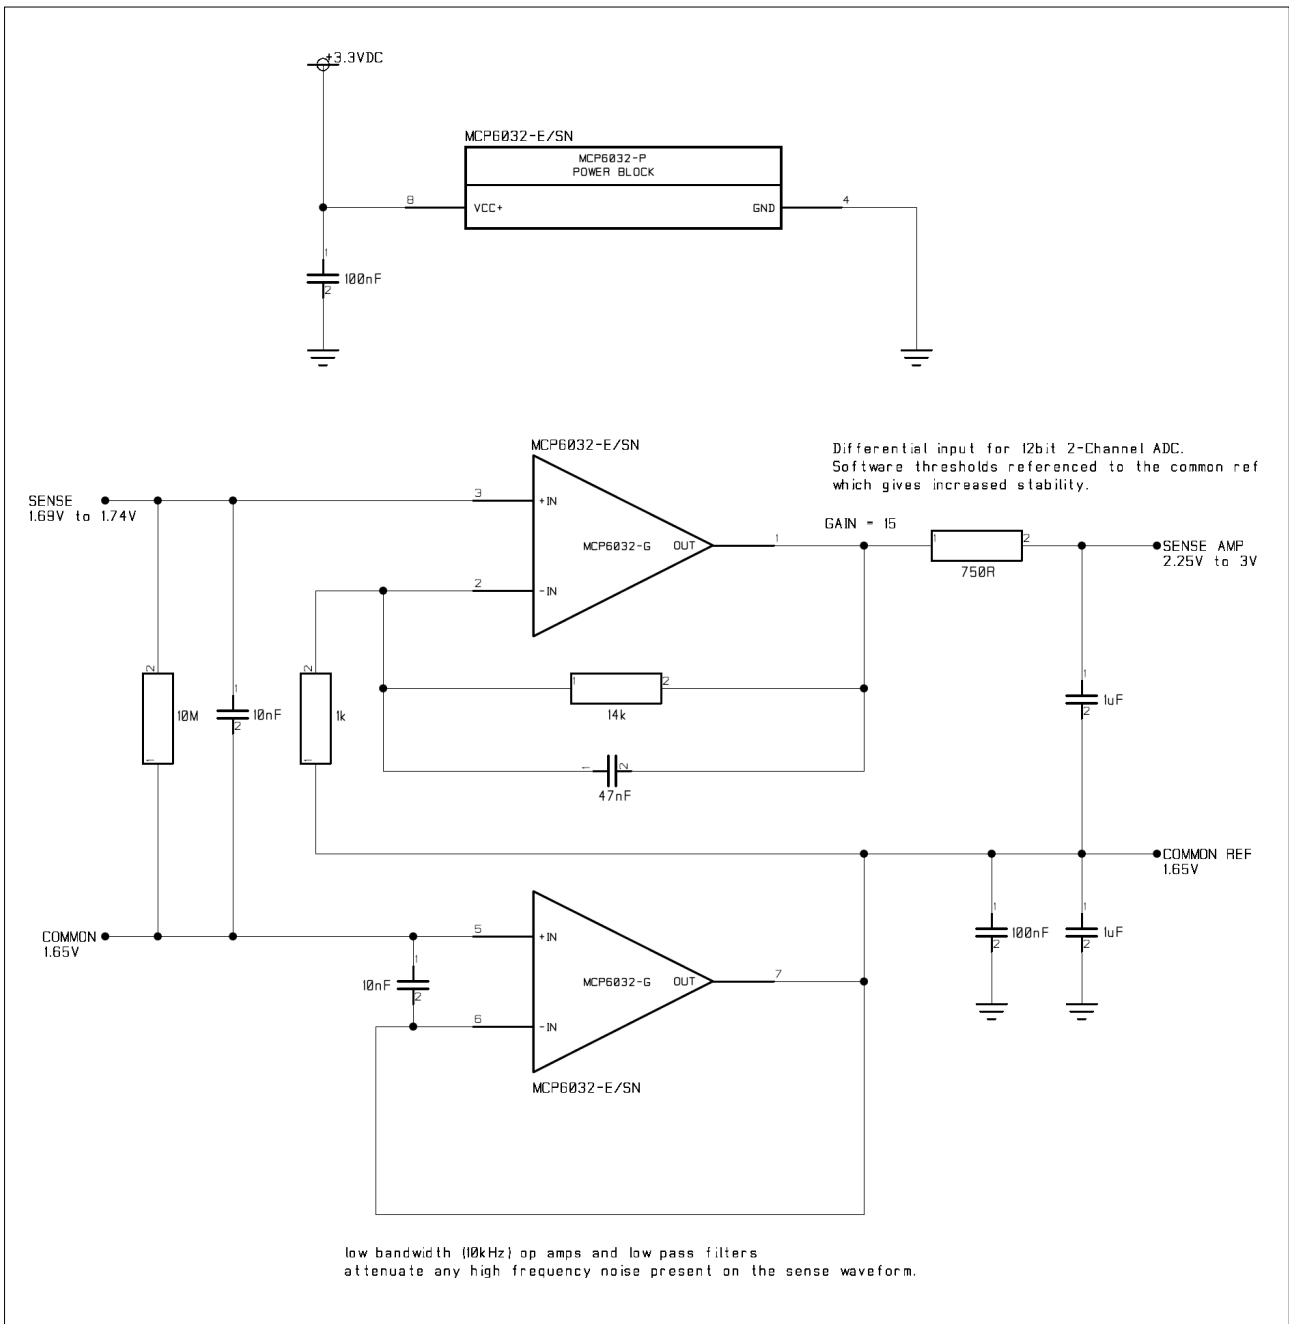 +3.3VDC
MCP6032-E/SN
MCP6032-P
POWER BLOCK
8
VCC+
GND
4
1
100nF
2
MCP6032-E/SN
Differential input for 12bit 2-Channel ADC.
Software thresholds referenced to the common ref
which gives increased stability.
SENSE
1.69V to 1.74V
3
+IN
GAIN = 15
MCP6032-G
OUT
1
1
2
750R
SENSE AMP
2.25V to 3V
2
-IN
2
10M
1
1
10nF
2
2
1k
1
1
2
14k
1
2
47nF
1
1uF
2
COMMON REF
1.65V
COMMON
1.65V
5
+IN
1
10nF
2
MCP6032-G
OUT
7
6
-IN
MCP6032-E/SN
1
100nF
2
1
1uF
2
low bandwidth (10kHz) op amps and low pass filters
attenuate any high frequency noise present on the sense waveform.